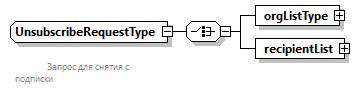 UnsubscribeRequestType
orgListType
recipientList
Запрос для снятия с
подписки